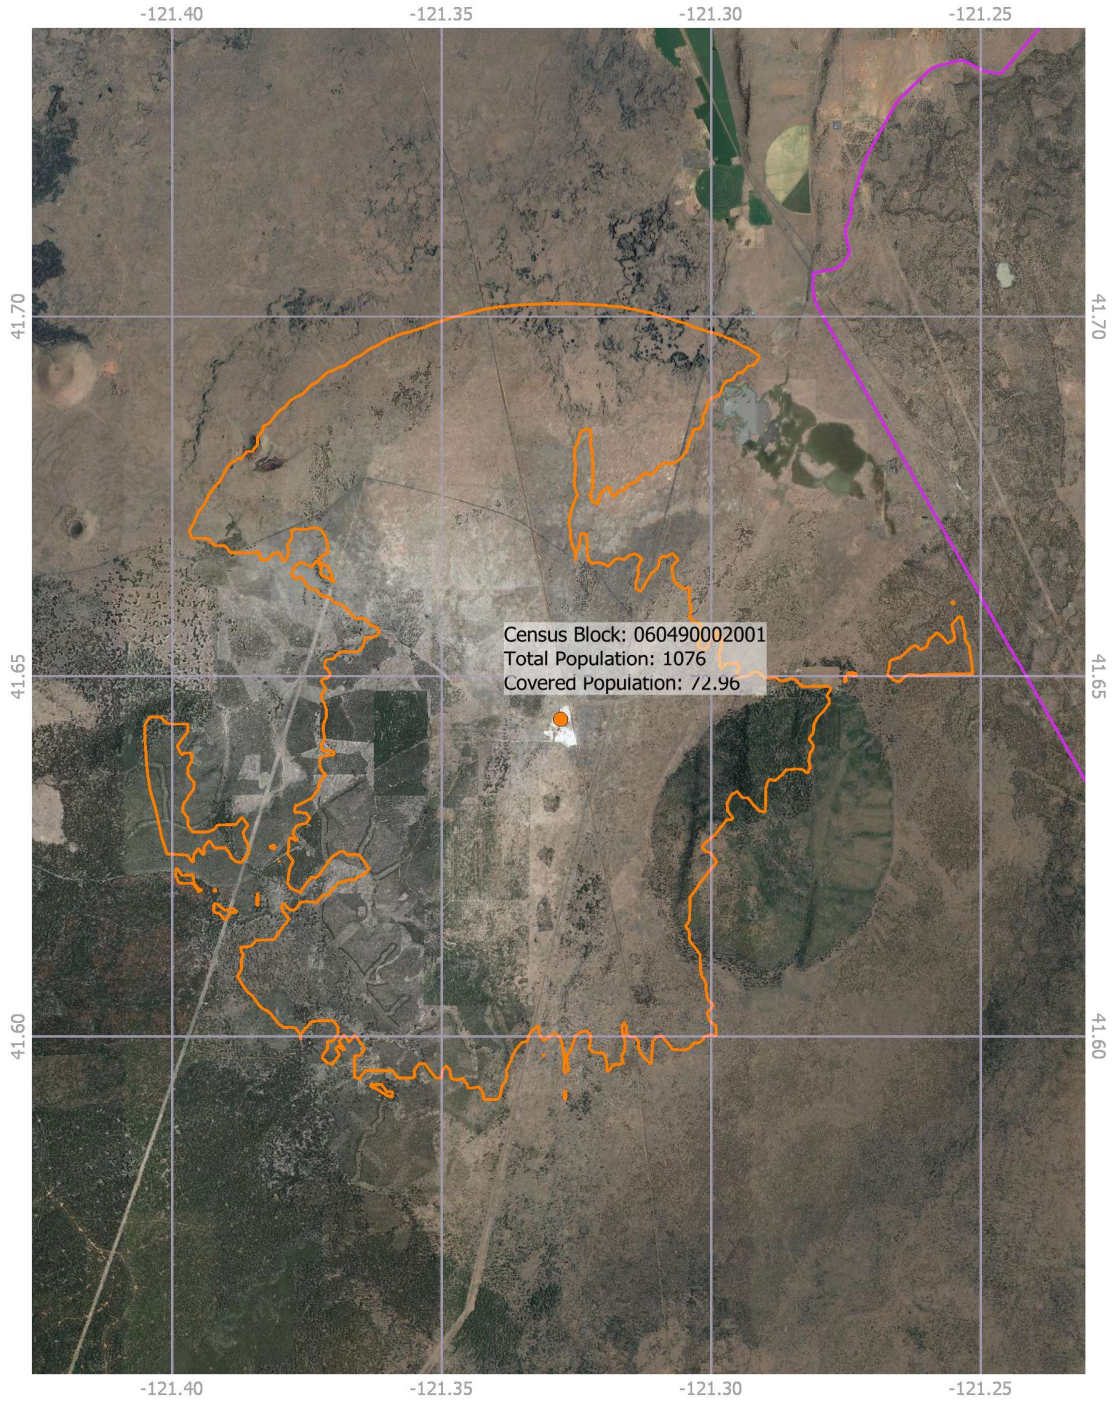 -121.40 -121.35 -121.30 -121.25
41.70 41.70
Census Block: 060490002001
Total Population: 1076
Covered Population: 72.96
41.65 41.65
41.60 41.60
-121.40 -121.35 -121.30 -121.25